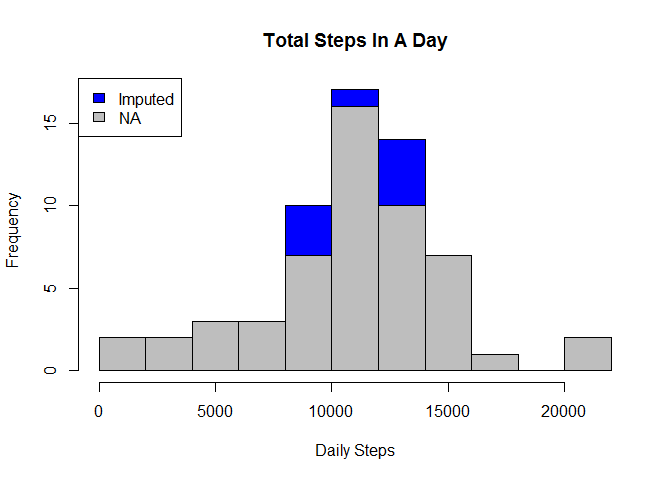 Total Steps In A Day
Imputed
NA
Frequency
15
10
5
0
0 5000 10000 15000 20000
Daily Steps